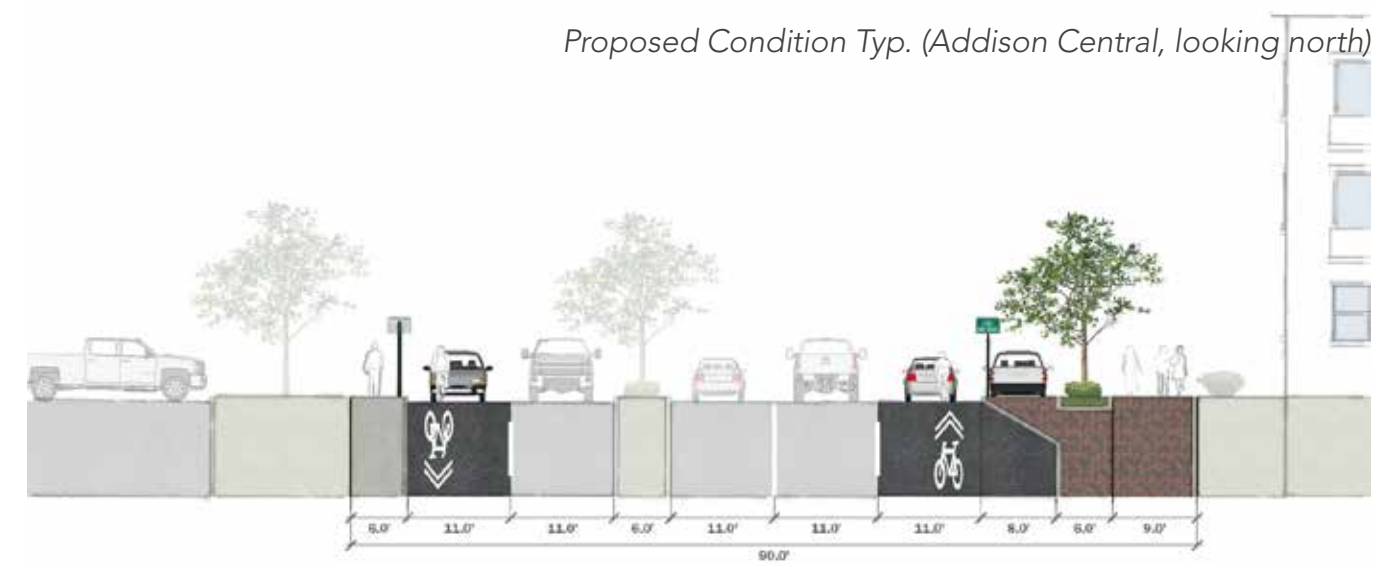 Proposed Condition Typ. (Addison Central, looking north)
6.0' 11.0' 11.0' 6.0' 11.0' 11.0' 11.0' 8.0' 6.0' 9.0'
90.0'